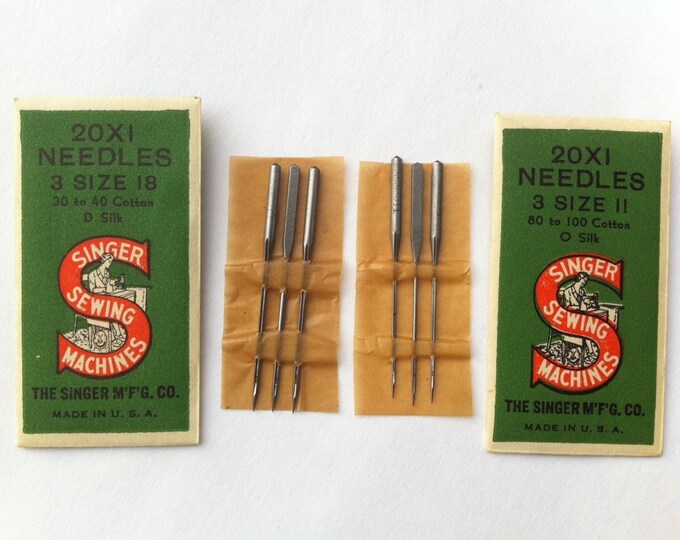 20X1
NEEDLES
3 SIZE 18
30 to 40 Cotton
D Silk
SINGER
SEWING
MACHINES
THE SINGER M'F'G. CO.
MADE IN U. S. A.
20X1
NEEDLES
3 SIZE 11
80 to 100 Cotton
O Silk
SINGER
SEWING
MACHINES
THE SINGER M'F'G. CO.
MADE IN U. S. A.